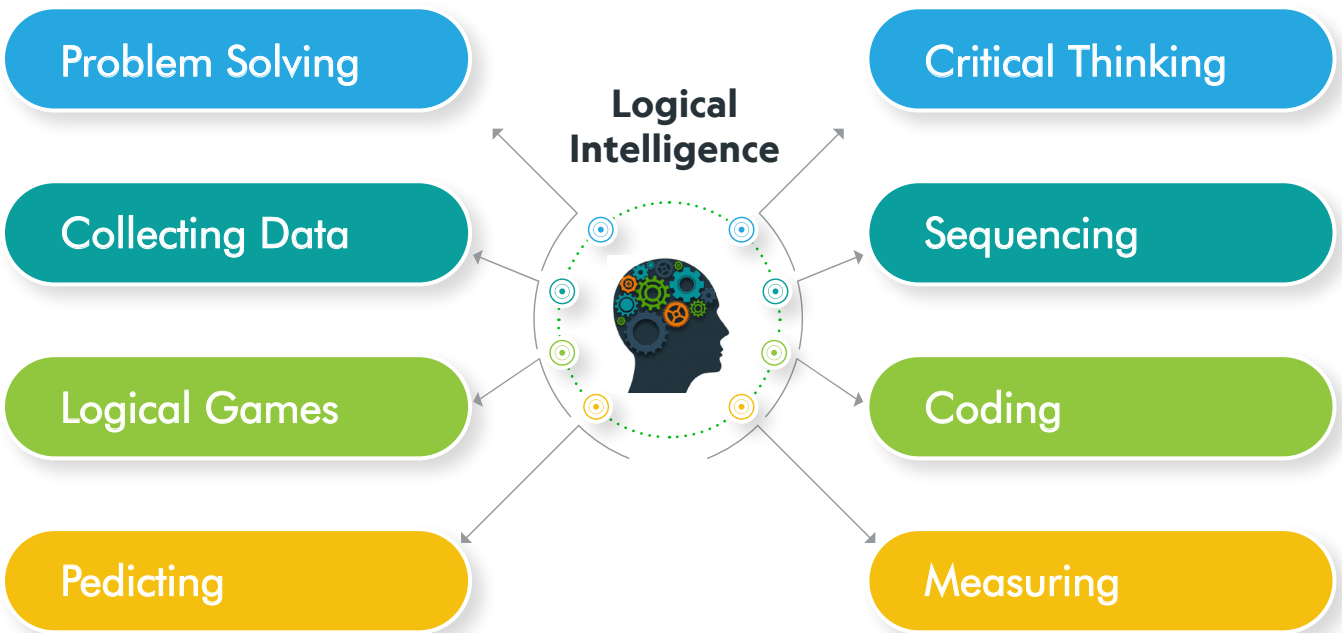 Problem Solving
Critical Thinking
Logical
Intelligence
Collecting Data
Sequencing
Logical Games
Coding
Pedicting
Measuring